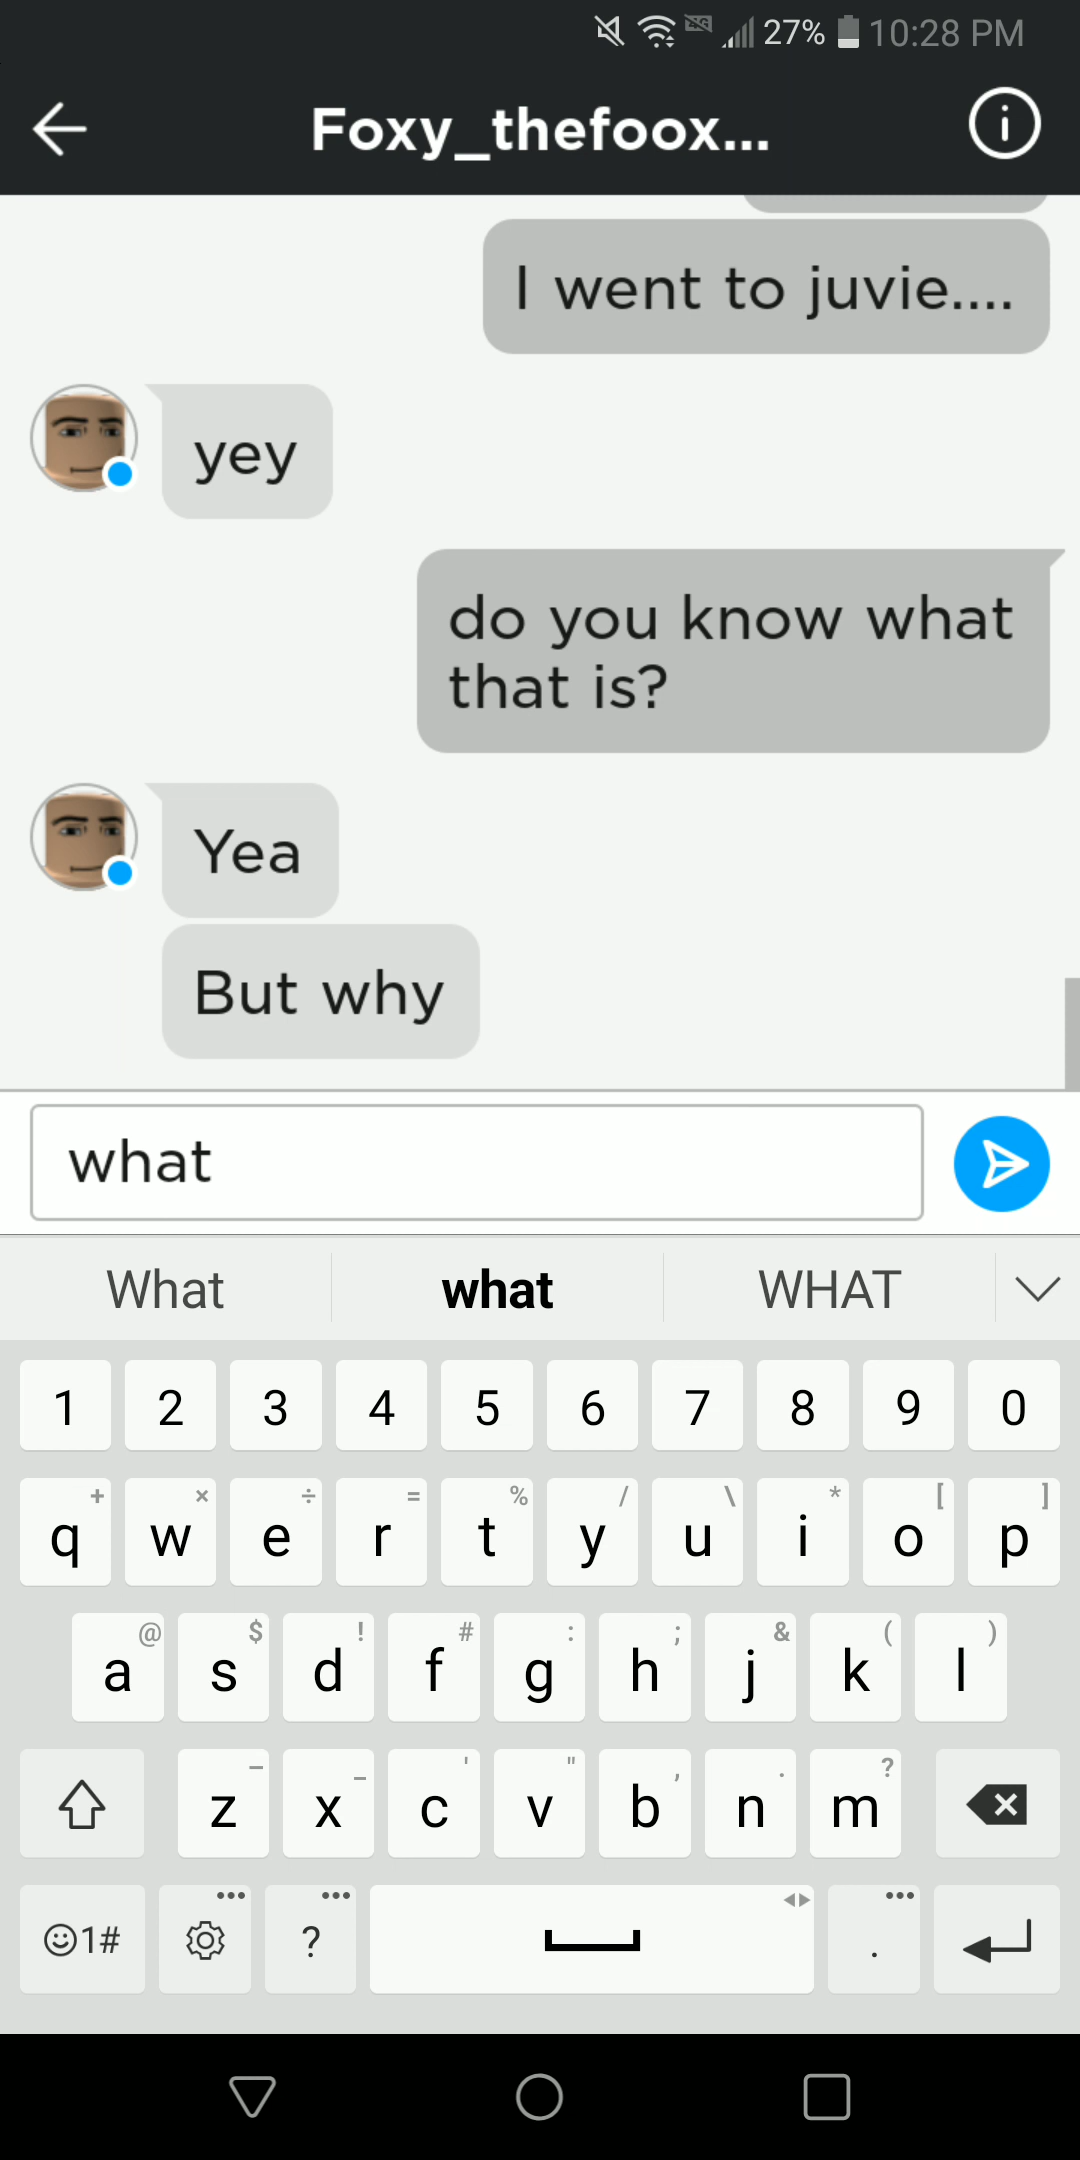 27% 10:28 PM
Foxy_thefoox...
I went to juvie....
yey
do you know what
that is?
Yea
But why
what
What what WHAT
1 2 3 4 5 6 7 8 9 0
+ × ÷ = % / \ * [ ]
q w e r t y u i o p
@ $ ! # : ; & ( )
a s d f g h j k l
– _ ' " , . ?
z x c v b n m
1# ? .